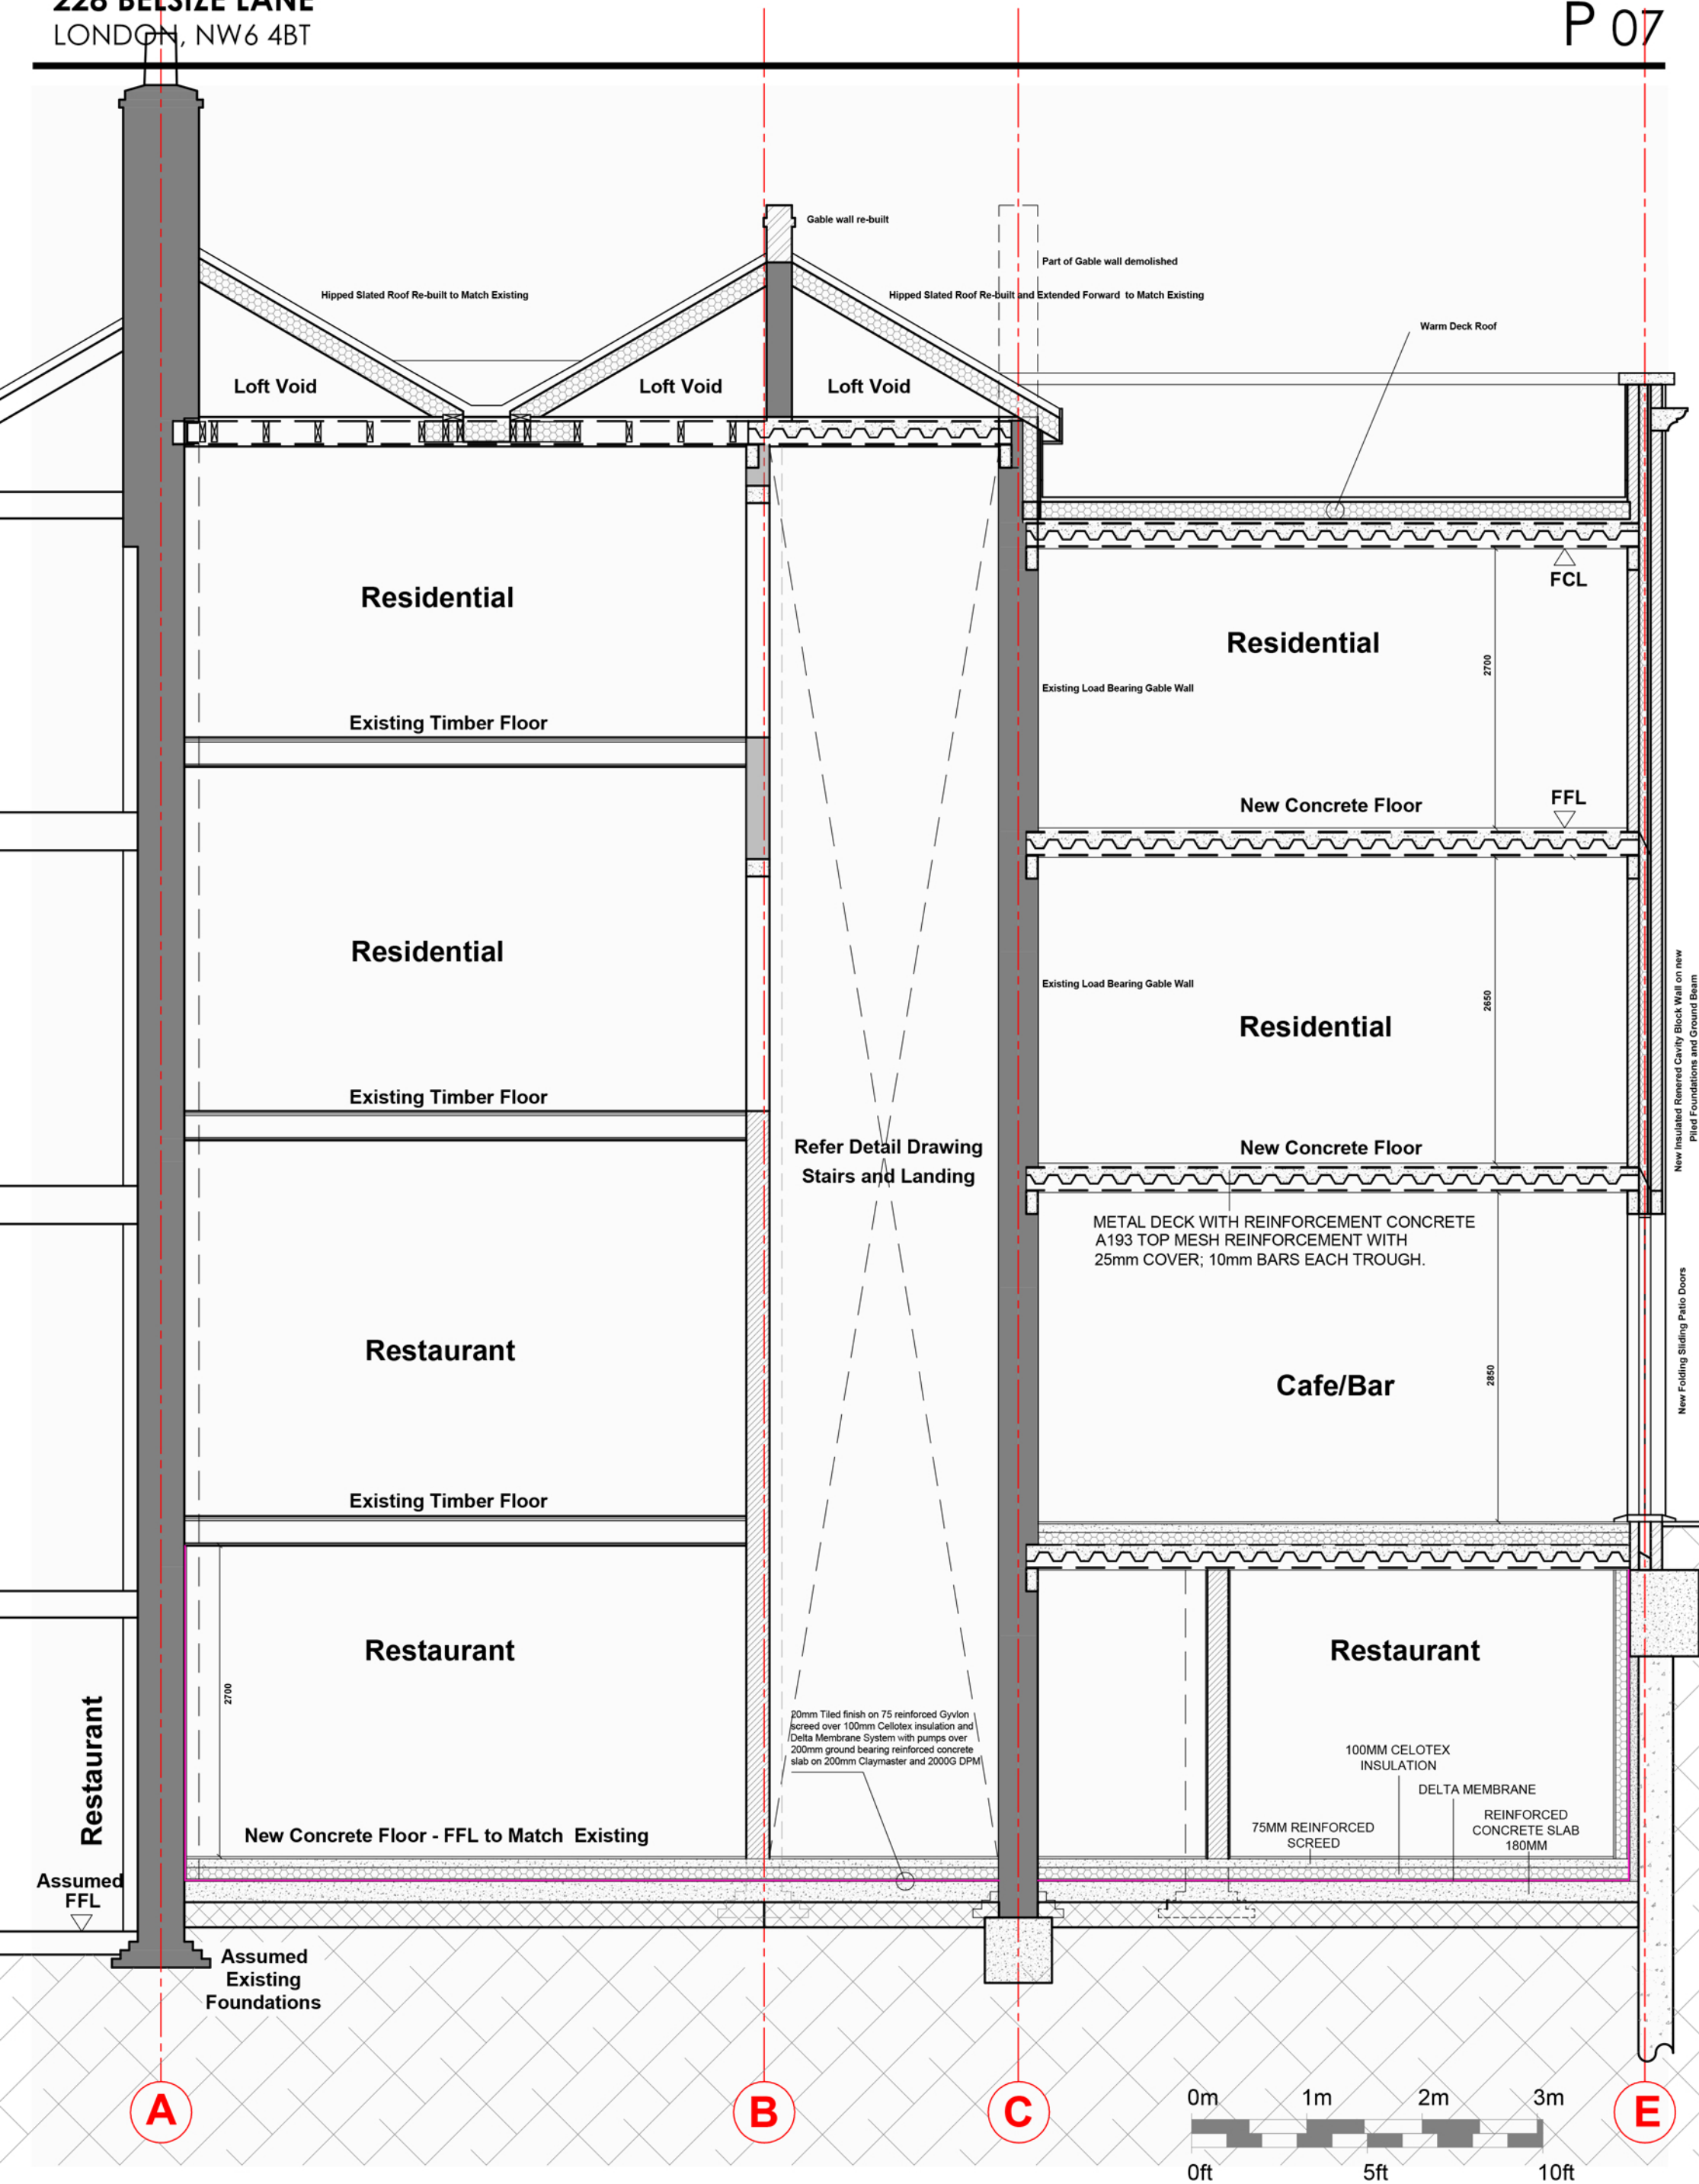 228 BELSIZE LANE
LONDON, NW6 4BT
P 07
Gable wall re-built
Part of Gable wall demolished
Hipped Slated Roof Re-built to Match Existing
Hipped Slated Roof Re-built and Extended Forward to Match Existing
Warm Deck Roof
Loft Void
Loft Void
Loft Void
FCL
Residential
Residential
2700
Existing Load Bearing Gable Wall
Existing Timber Floor
New Concrete Floor
FFL
Residential
Existing Load Bearing Gable Wall
2650
Residential
New Insulated Renered Cavity Block Wall on new
Piled Foundations and Ground Beam
Existing Timber Floor
Refer Detail Drawing
Stairs and Landing
New Concrete Floor
METAL DECK WITH REINFORCEMENT CONCRETE
A193 TOP MESH REINFORCEMENT WITH
25mm COVER; 10mm BARS EACH TROUGH.
New Folding Sliding Patio Doors
Restaurant
Cafe/Bar
2850
Existing Timber Floor
Restaurant
Restaurant
2700
Restaurant
20mm Tiled finish on 75 reinforced Gyvlon
screed over 100mm Cellotex insulation and
Delta Membrane System with pumps over
200mm ground bearing reinforced concrete
slab on 200mm Claymaster and 2000G DPM
100MM CELOTEX
INSULATION
DELTA MEMBRANE
REINFORCED
CONCRETE SLAB
180MM
75MM REINFORCED
SCREED
New Concrete Floor - FFL to Match Existing
Assumed
FFL
Assumed
Existing
Foundations
A
B
C
E
0m 1m 2m 3m
0ft 5ft 10ft